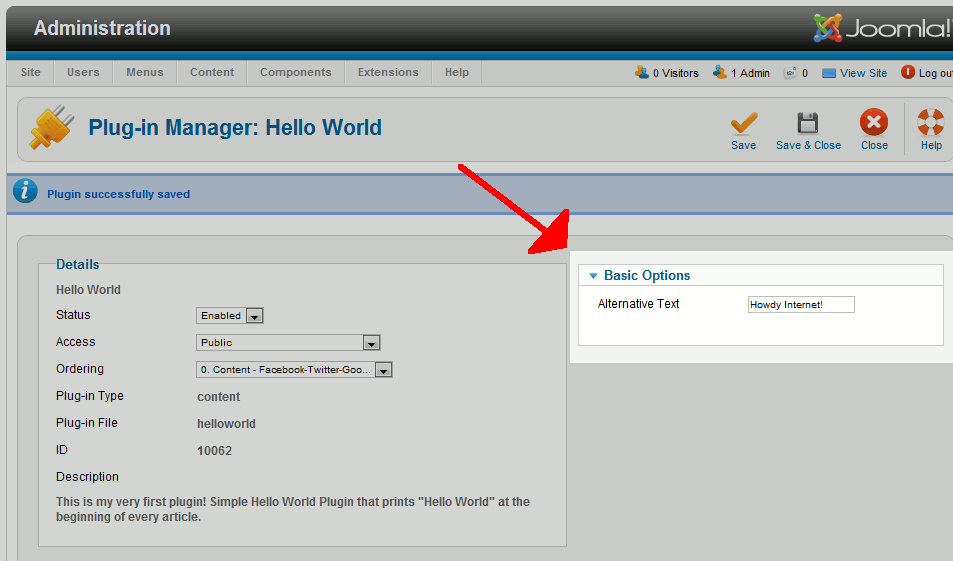 Administration
Joomla!
Site Users Menus Content Components Extensions Help 0 Visitors 1 Admin 0 View Site Log out
Plug-in Manager: Hello World
Save Save & Close Close Help
Plugin successfully saved
Details
Hello World
Status Enabled
Access Public
Ordering 0. Content - Facebook-Twitter-Goo...
Plug-in Type content
Plug-in File helloworld
ID 10062
Description
This is my very first plugin! Simple Hello World Plugin that prints "Hello World" at the
beginning of every article.
Basic Options
Alternative Text Howdy Internet!